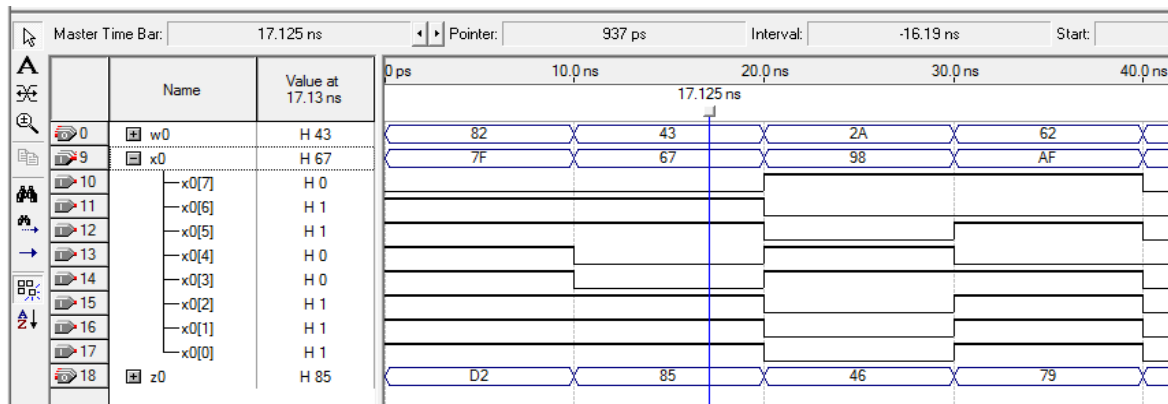 Master Time Bar: 17.125 ns Pointer: 937 ps Interval: -16.19 ns Start:
A Name Value at 17.13 ns 0 ps 10.0 ns 20.0 ns 30.0 ns 40.0 ns
17.125 ns
0 w0 H 43 82 43 2A 62
9 x0 H 67 7F 67 98 AF
10 x0[7] H 0
11 x0[6] H 1
12 x0[5] H 1
13 x0[4] H 0
14 x0[3] H 0
15 x0[2] H 1
16 x0[1] H 1
17 x0[0] H 1
18 z0 H 85 D2 85 46 79
A
Z